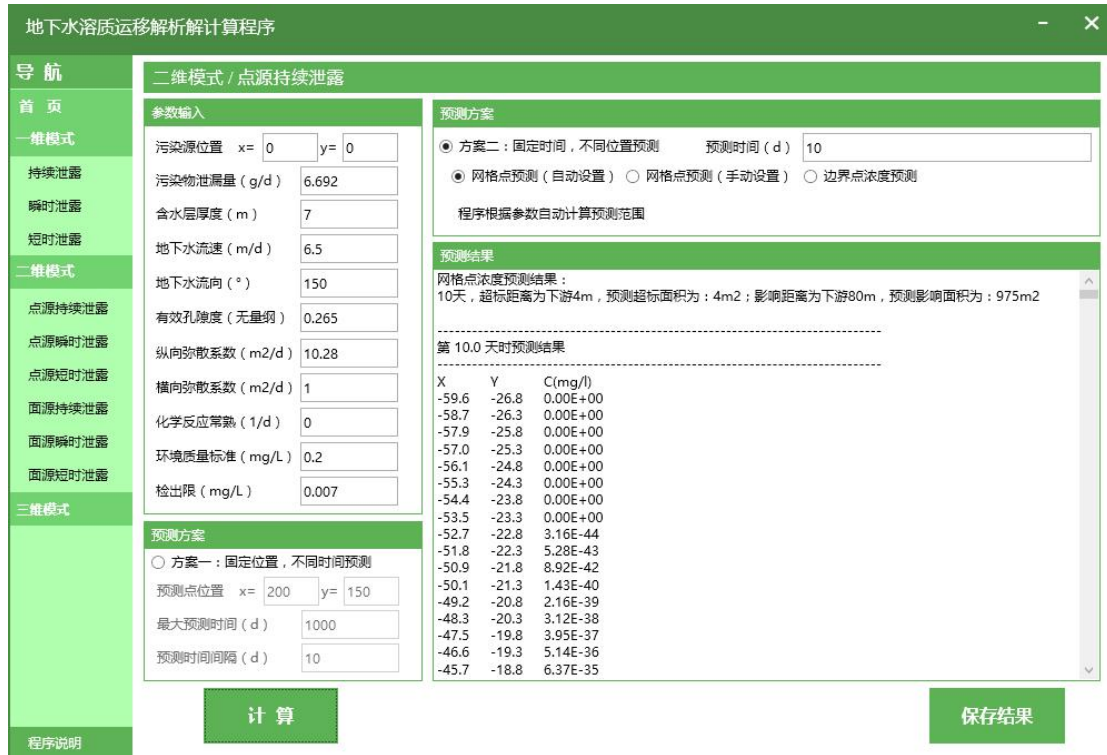 地下水溶质运移解析解计算程序
导 航
首 页
一维模式
持续泄露
瞬时泄露
短时泄露
二维模式
点源持续泄露
点源瞬时泄露
点源短时泄露
面源持续泄露
面源瞬时泄露
面源短时泄露
三维模式
程序说明
二维模式 / 点源持续泄露
参数输入
污染源位置 x= 0 y= 0
污染物泄漏量（g/d） 6.692
含水层厚度（m） 7
地下水流速（m/d） 6.5
地下水流向（°） 150
有效孔隙度（无量纲） 0.265
纵向弥散系数（m2/d） 10.28
横向弥散系数（m2/d） 1
化学反应常熟（1/d） 0
环境质量标准（mg/L） 0.2
检出限（mg/L） 0.007
预测方案
方案一：固定位置，不同时间预测
预测点位置 x= 200 y= 150
最大预测时间（d） 1000
预测时间间隔（d） 10
计 算
预测方案
方案二：固定时间，不同位置预测 预测时间（d） 10
网格点预测（自动设置） 网格点预测（手动设置） 边界点浓度预测
程序根据参数自动计算预测范围
预测结果
网格点浓度预测结果：
10天，超标距离为下游4m，预测超标面积为：4m2；影响距离为下游80m，预测影响面积为：975m2
--------------------------------------------------------------------------------
第 10.0 天时预测结果
--------------------------------------------------------------------------------
X Y C(mg/l)
-59.6 -26.8 0.00E+00
-58.7 -26.3 0.00E+00
-57.9 -25.8 0.00E+00
-57.0 -25.3 0.00E+00
-56.1 -24.8 0.00E+00
-55.3 -24.3 0.00E+00
-54.4 -23.8 0.00E+00
-53.5 -23.3 0.00E+00
-52.7 -22.8 3.16E-44
-51.8 -22.3 5.28E-43
-50.9 -21.8 8.92E-42
-50.1 -21.3 1.43E-40
-49.2 -20.8 2.16E-39
-48.3 -20.3 3.12E-38
-47.5 -19.8 3.95E-37
-46.6 -19.3 5.14E-36
-45.7 -18.8 6.37E-35
保存结果